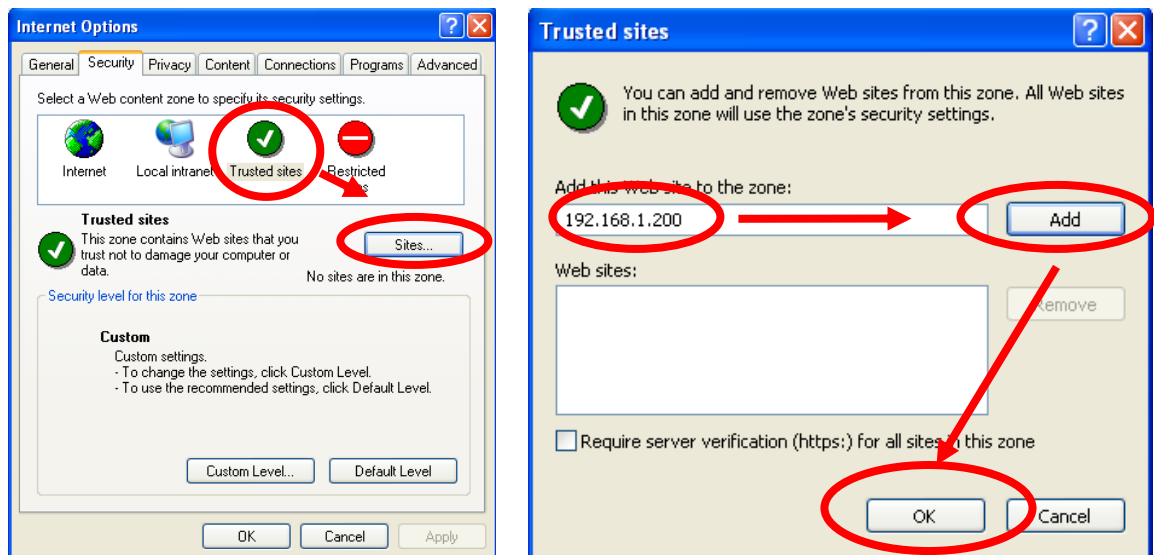 Internet Options
General Security Privacy Content Connections Programs Advanced
Select a Web content zone to specify its security settings.
Internet Local intranet Trusted sites Restricted
Trusted sites
This zone contains Web sites that you
trust not to damage your computer or
data.
Sites...
No sites are in this zone.
Security level for this zone
Custom
Custom settings.
- To change the settings, click Custom Level.
- To use the recommended settings, click Default Level.
Custom Level... Default Level
OK Cancel Apply
Trusted sites
You can add and remove Web sites from this zone. All Web sites
in this zone will use the zone's security settings.
Add this Web site to the zone:
192.168.1.200 Add
Web sites:
Remove
Require server verification (https:) for all sites in this zone
OK Cancel